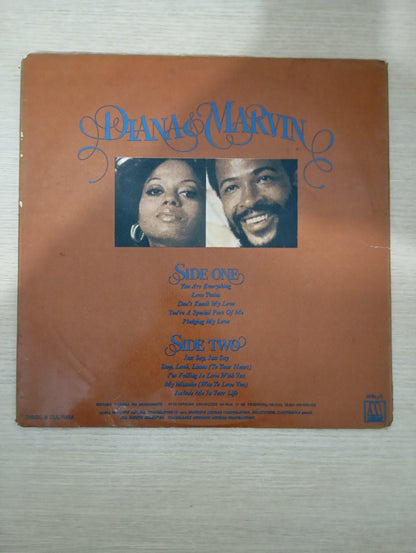 DIANA & MARVIN
SIDE ONE
You Are Everything
Love Twins
Don't Knock My Love
You're A Special Part Of Me
Pledging My Love
SIDE TWO
Just Say, Just Say
Stop, Look, Listen (To Your Heart)
I'm Falling In Love With You
My Mistake (Was To Love You)
Include Me In Your Life
DISCO É CULTURA